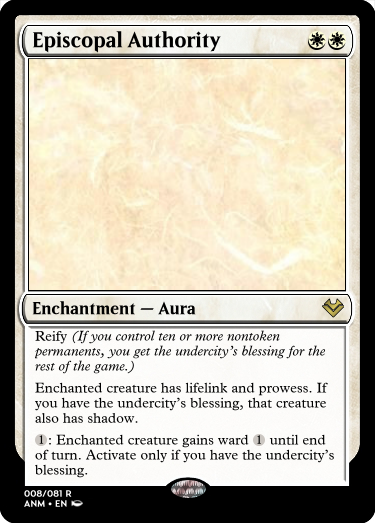 Episcopal Authority
Enchantment — Aura
Reify (If you control ten or more nontoken
permanents, you get the undercity's blessing for the
rest of the game.)
Enchanted creature has lifelink and prowess. If
you have the undercity's blessing, that creature
also has shadow.
1: Enchanted creature gains ward 1 until end
of turn. Activate only if you have the undercity's
blessing.
008/081 R
ANM • EN